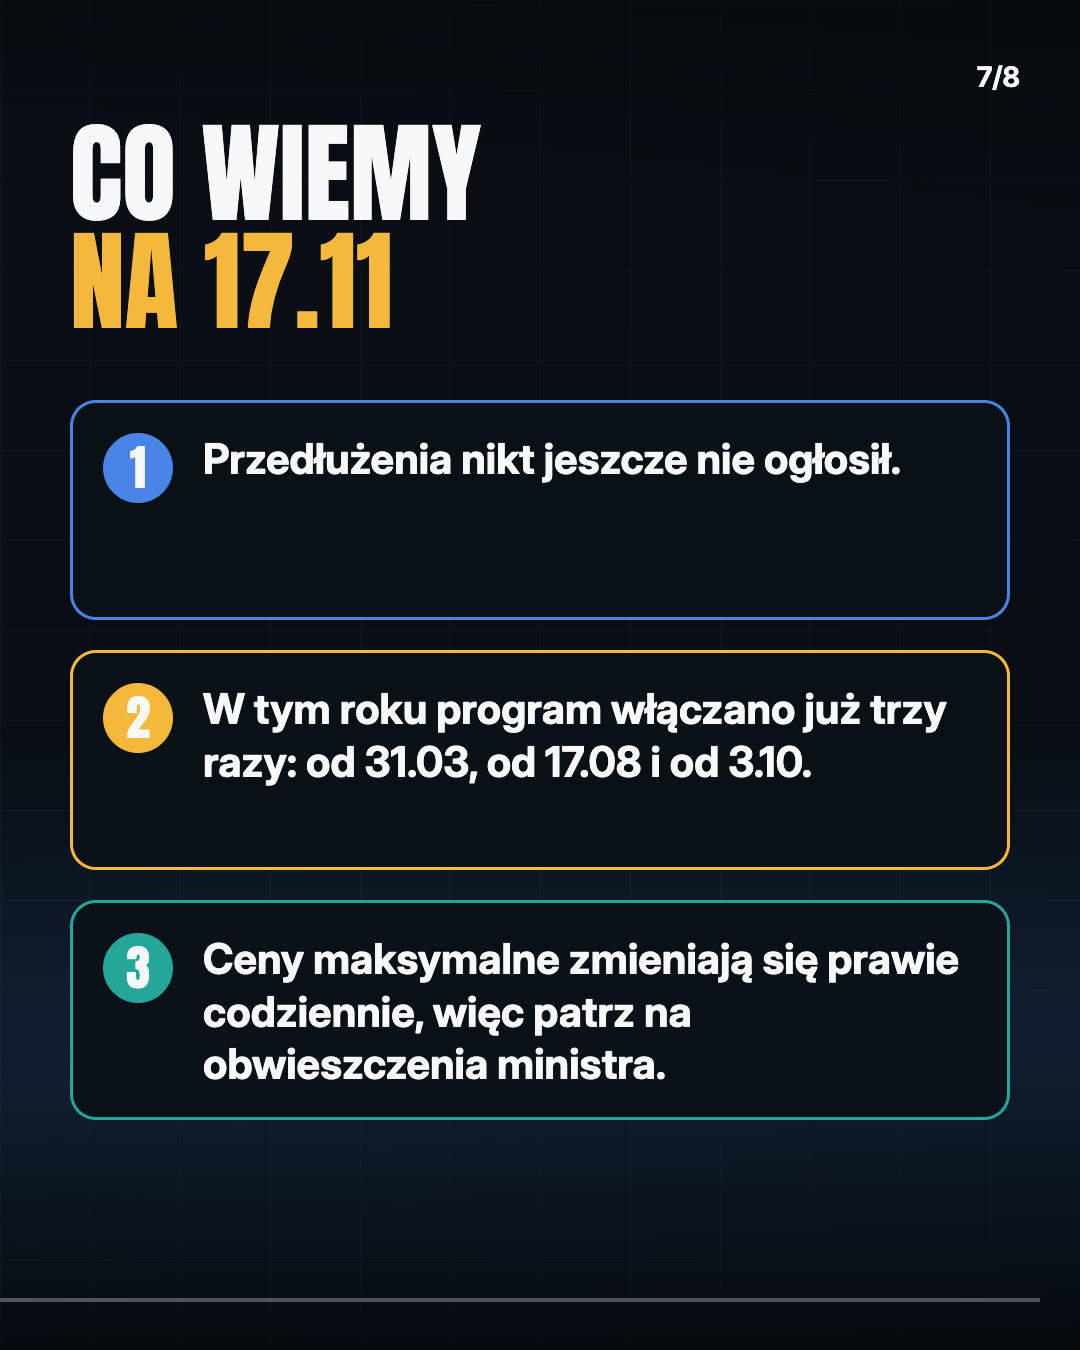 7/8
CO WIEMY
NA 17.11
1
Przedłużenia nikt jeszcze nie ogłosił.
2
W tym roku program włączano już trzy
razy: od 31.03, od 17.08 i od 3.10.
3
Ceny maksymalne zmieniają się prawie
codziennie, więc patrz na
obwieszczenia ministra.